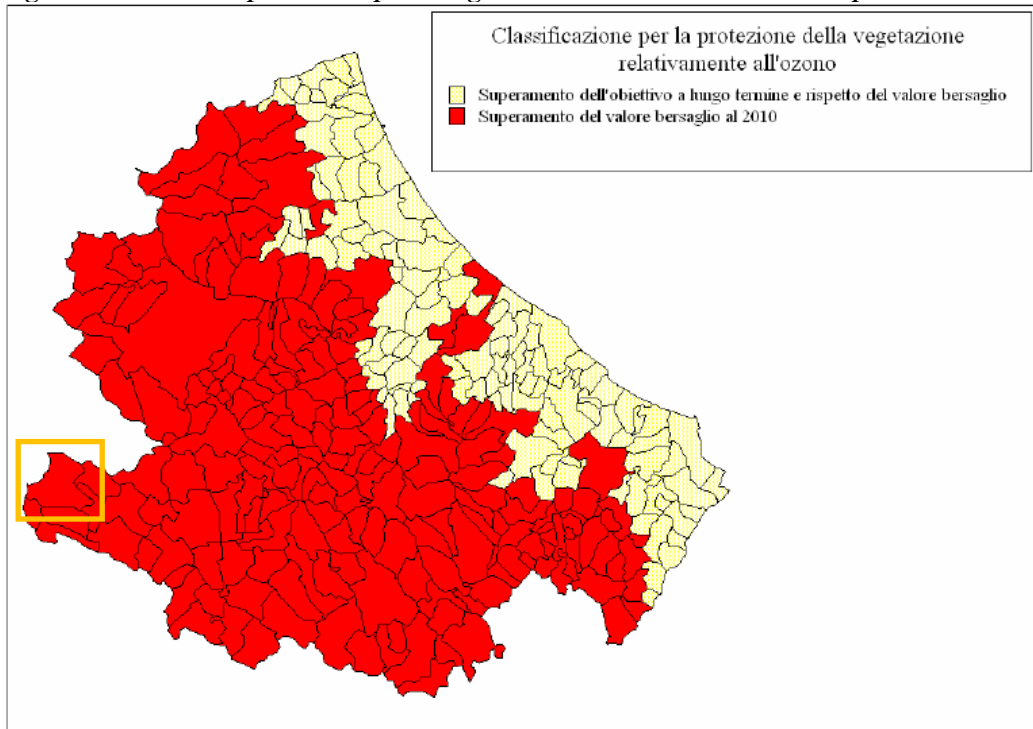 Classificazione per la protezione della vegetazione
relativamente all'ozono
Superamento dell'obiettivo a lungo termine e rispetto del valore bersaglio
Superamento del valore bersaglio al 2010